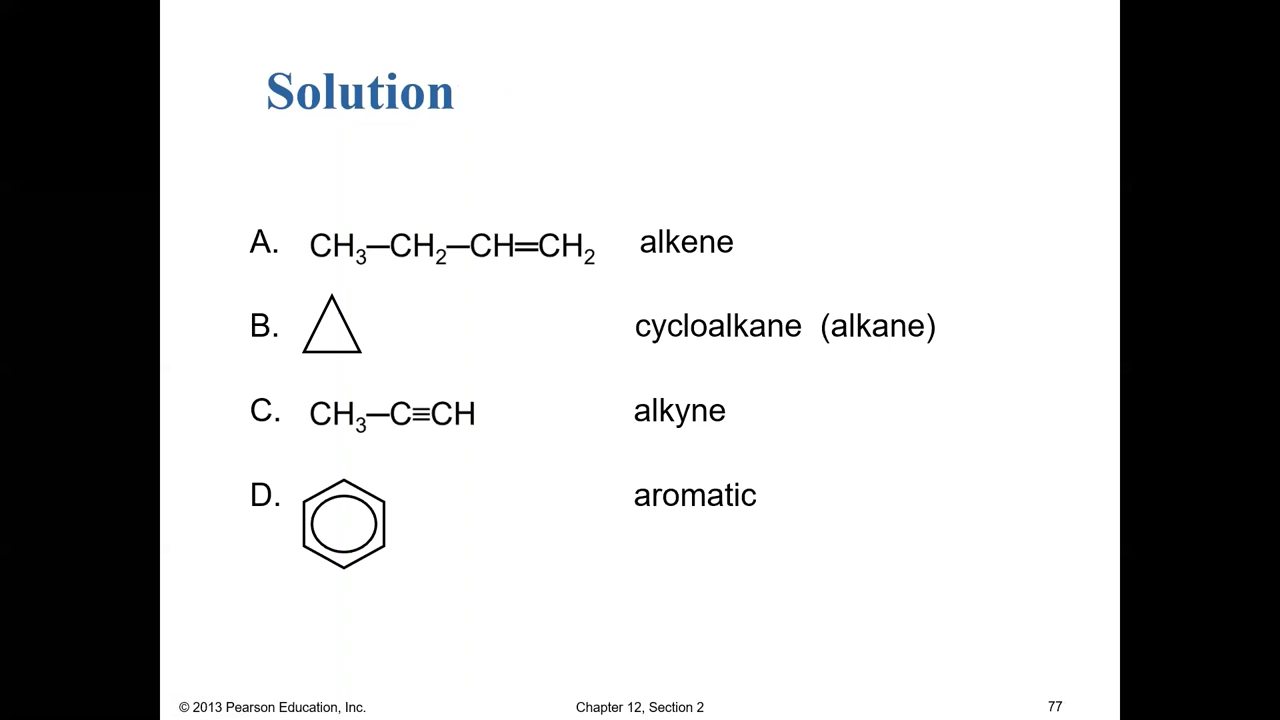 Solution
A. CH₃─CH₂─CH═CH₂ alkene
B. cycloalkane (alkane)
C. CH₃─C≡CH alkyne
D. aromatic
© 2013 Pearson Education, Inc. Chapter 12, Section 2 77